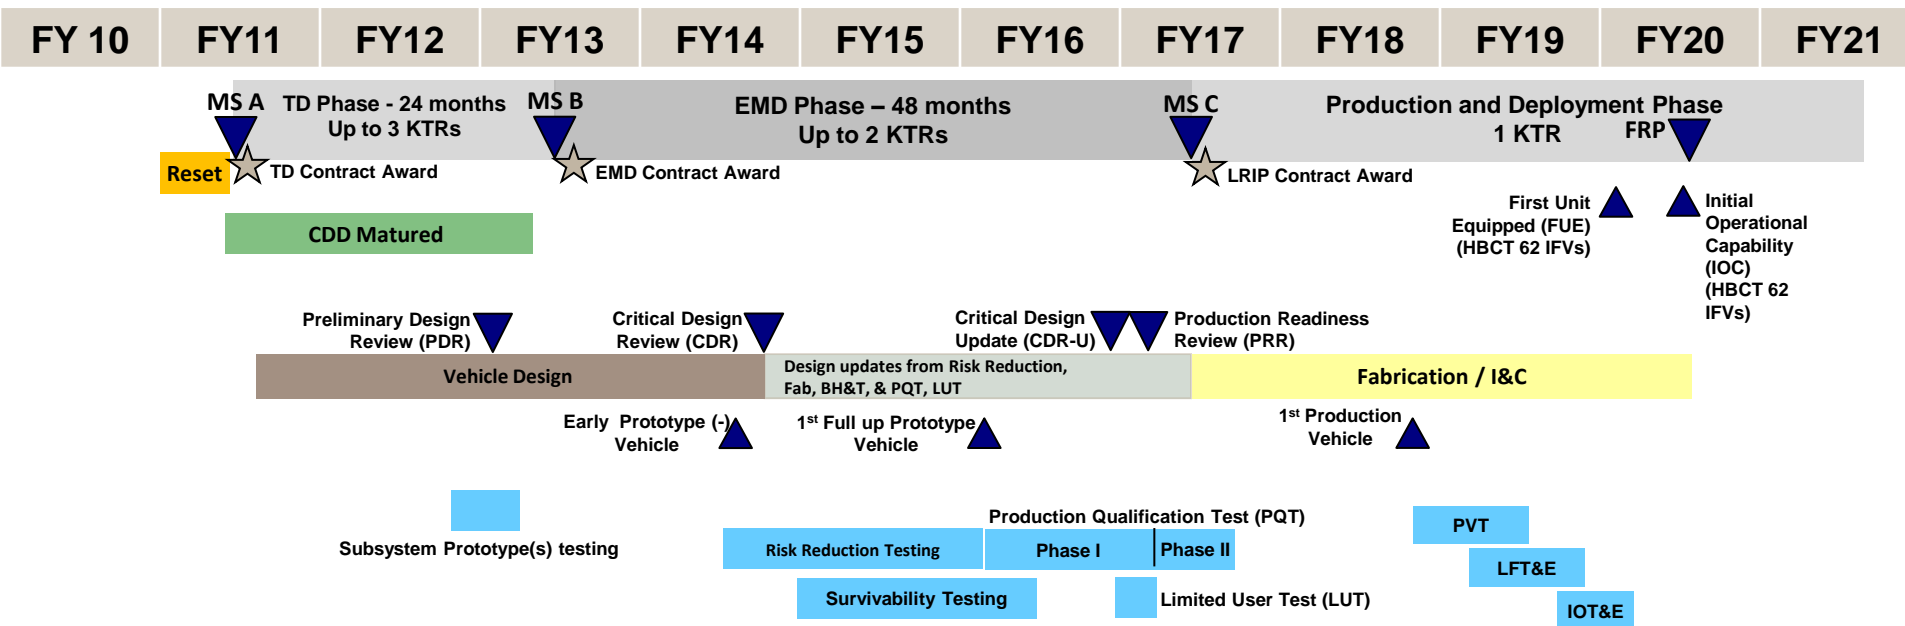 FY 10 FY11 FY12 FY13 FY14 FY15 FY16 FY17 FY18 FY19 FY20 FY21
MS A
TD Phase - 24 months
Up to 3 KTRs
MS B
EMD Phase – 48 months
Up to 2 KTRs
MS C
Production and Deployment Phase
1 KTR
FRP
Reset
TD Contract Award
EMD Contract Award
LRIP Contract Award
First Unit
Equipped (FUE)
(HBCT 62 IFVs)
Initial
Operational
Capability
(IOC)
(HBCT 62
IFVs)
CDD Matured
Preliminary Design
Review (PDR)
Critical Design
Review (CDR)
Critical Design
Update (CDR-U)
Production Readiness
Review (PRR)
Vehicle Design
Design updates from Risk Reduction,
Fab, BH&T, & PQT, LUT
Fabrication / I&C
Early Prototype (-)
Vehicle
1st Full up Prototype
Vehicle
1st Production
Vehicle
Subsystem Prototype(s) testing
Production Qualification Test (PQT)
Risk Reduction Testing
Phase I
Phase II
Survivability Testing
Limited User Test (LUT)
PVT
LFT&E
IOT&E